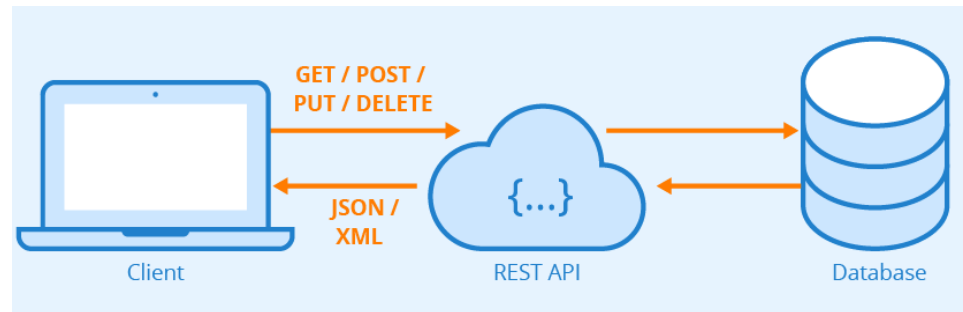 GET / POST /
PUT / DELETE
{...}
JSON /
XML
Client
REST API
Database